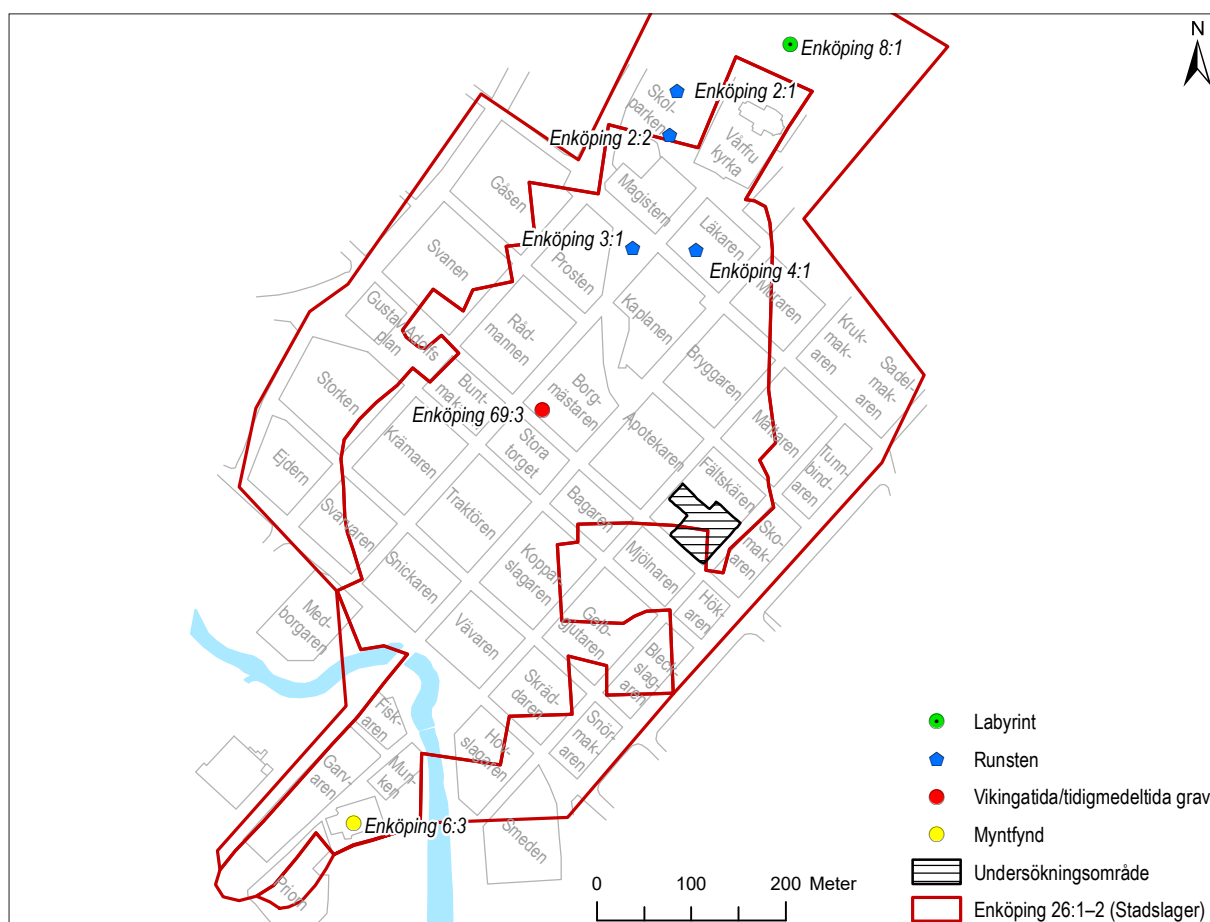 N
Enköping 8:1
Enköping 2:1
Skol-
parken
Enköping 2:2
Vårfru
kyrka
Gåsen
Magistern
Läkaren
Svanen
Enköping 3:1
Prosten
Enköping 4:1
Muraren
Kaplanen
Gustav Adolfs
plan
Råd-
mannen
Kruk-
mak-
aren
Sadel-
mak-
aren
Storken
Bunt-
mak
Borg-
mästaren
Bryggaren
Enköping 69:3
Stora
torget
Apotekaren
Mältaren
Krämaren
Tunn-
bind-
aren
Ejdern
Fältskären
Traktören
Bagaren
Svarvaren
Sko-
mak-
aren
Snickaren
Koppar-
slagaren
Mjölnaren
Hök-
aren
Med-
borgaren
Vävaren
Gelb-
gjutaren
Bleck-
slag-
aren
Skräd-
daren
Fisk-
aren
Snör-
mak-
aren
Hov-
slagaren
Garv-
aren
Mun-
ken
Enköping 6:3
Smeden
Priorn
Labyrint
Runsten
Vikingatida/tidigmedeltida grav
Myntfynd
Undersökningsområde
Enköping 26:1–2 (Stadslager)
0 100 200 Meter